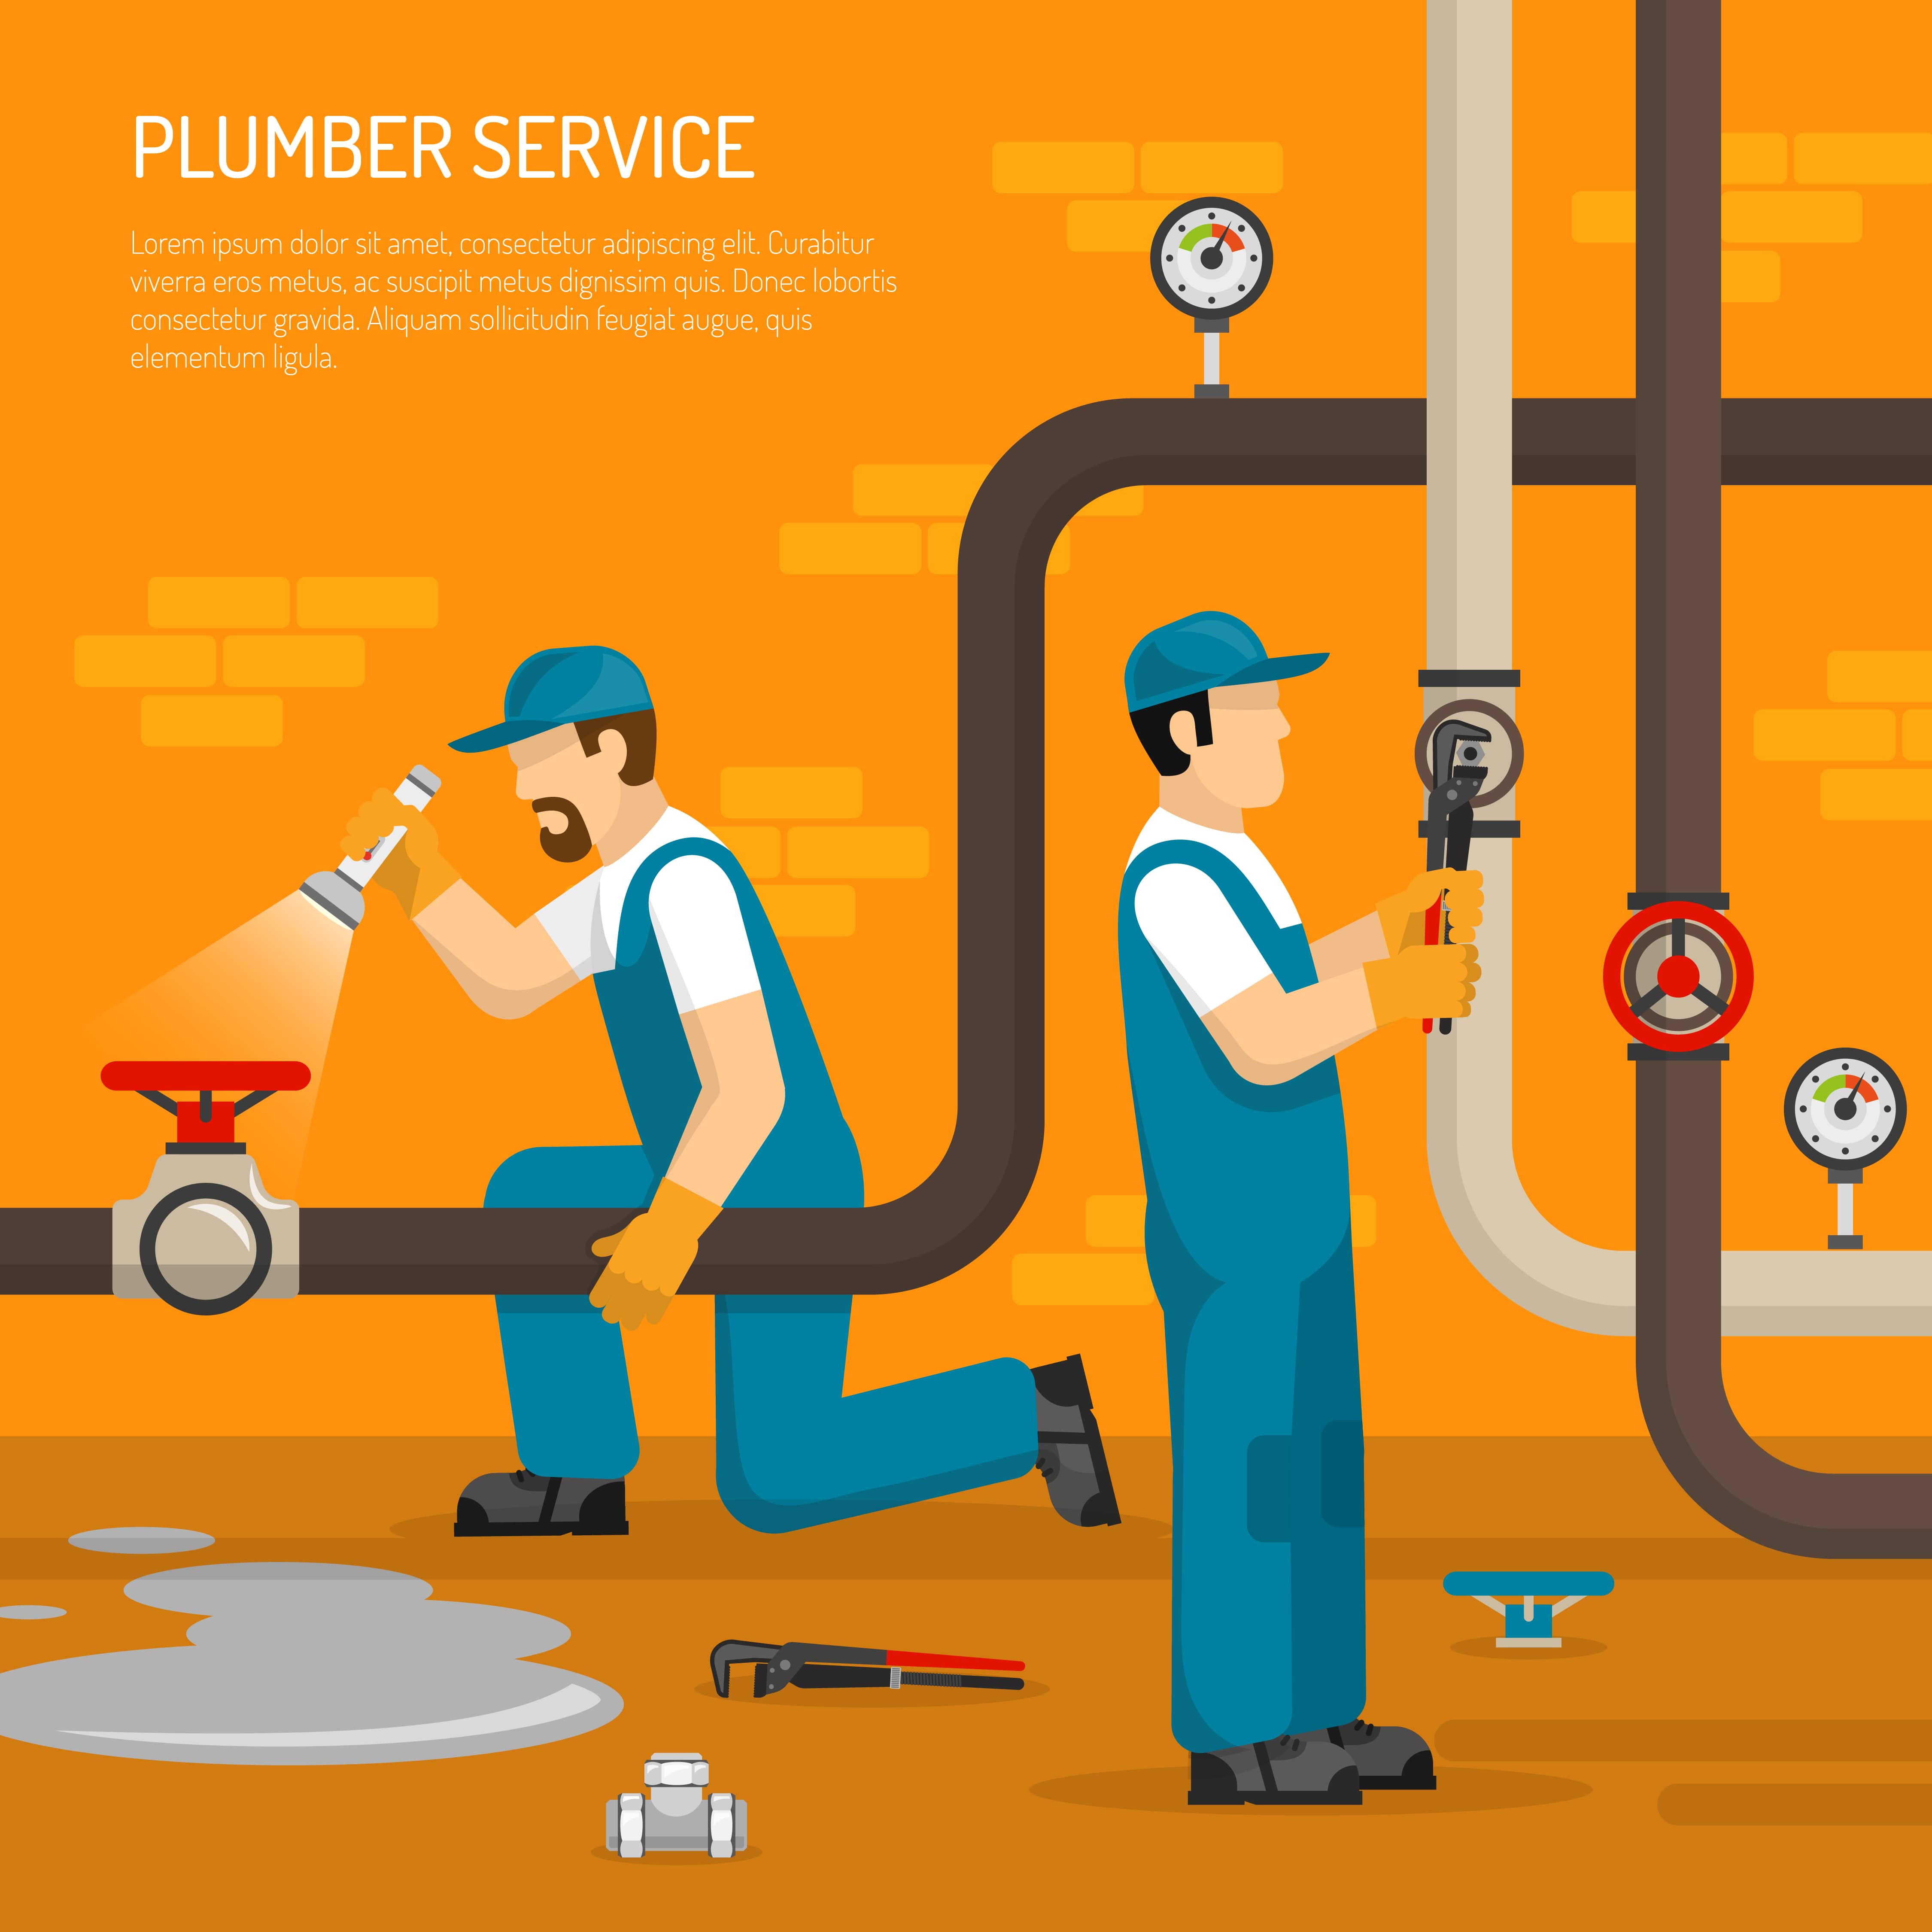 PLUMBER SERVICE
Lorem ipsum dolor sit amet, consectetur adipiscing elit. Curabitur
viverra eros metus, ac suscipit metus dignissim quis. Donec lobortis
consectetur gravida. Aliquam sollicitudin feugiat augue, quis
elementum ligula.